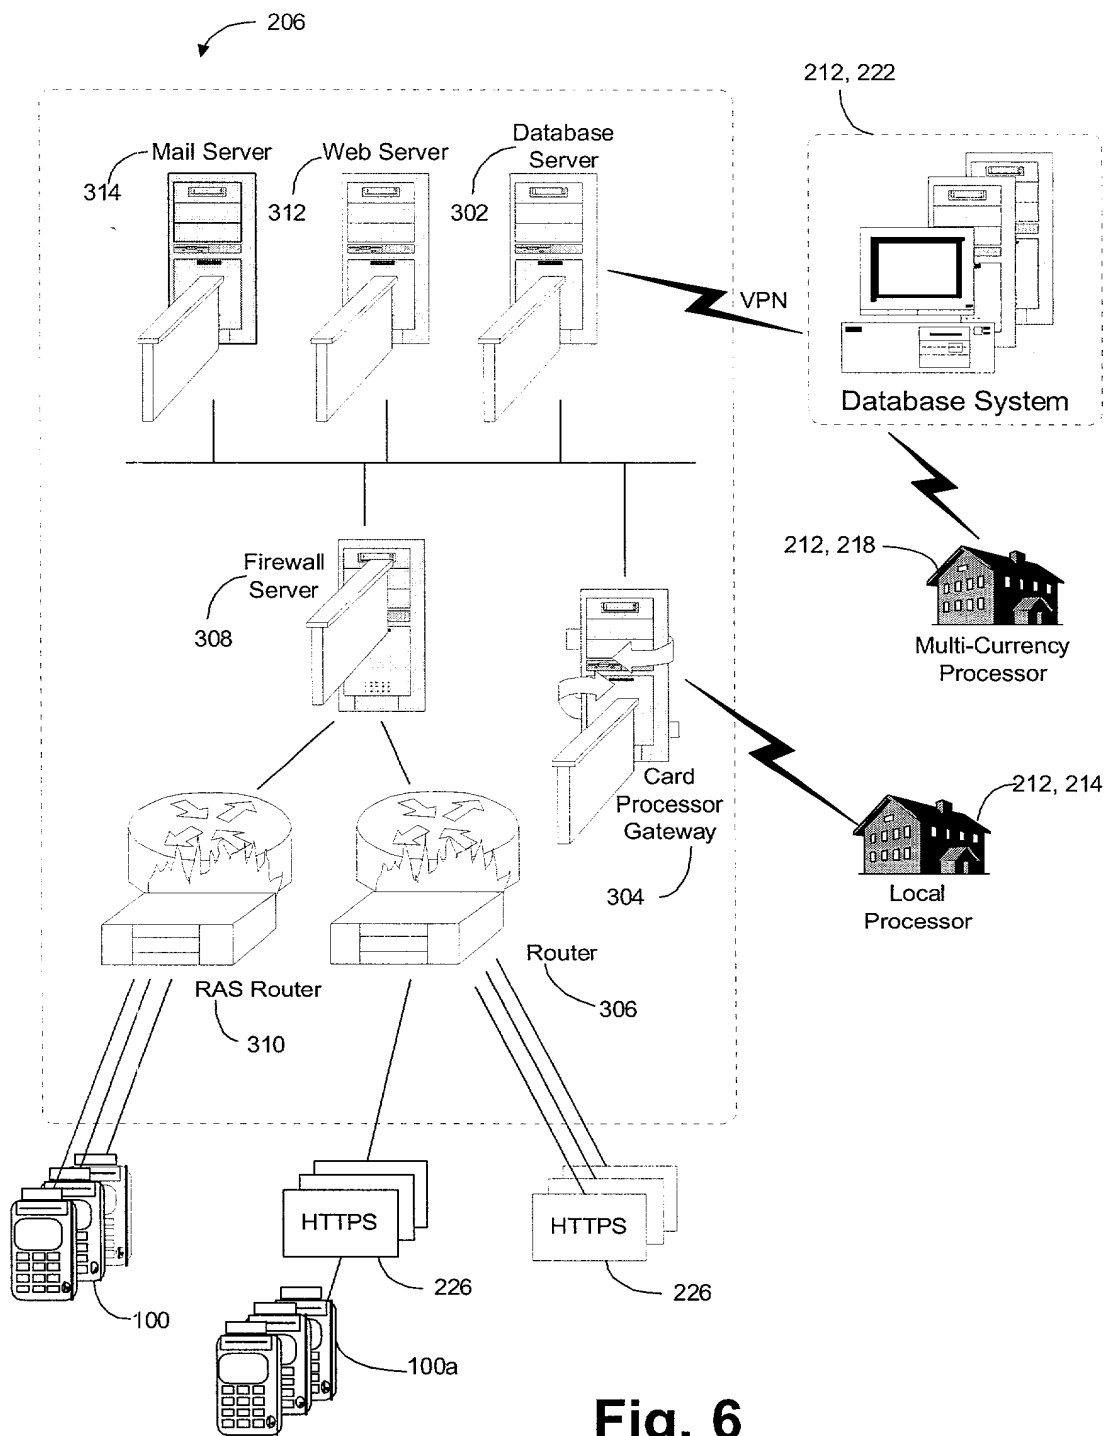 206
212, 222
Mail Server
314
Web Server
312
Database
Server
302
VPN
Database System
Firewall
Server
308
212, 218
Multi-Currency
Processor
Card
Processor
Gateway
304
212, 214
Local
Processor
RAS Router
310
Router
306
HTTPS
226
HTTPS
226
100
100a
Fig. 6